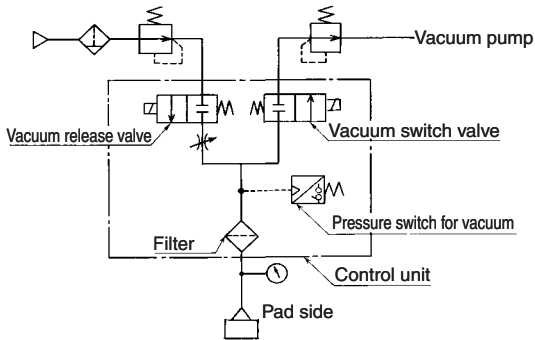 Vacuum pump
Vacuum release valve
Vacuum switch valve
Pressure switch for vacuum
Filter
Control unit
Pad side